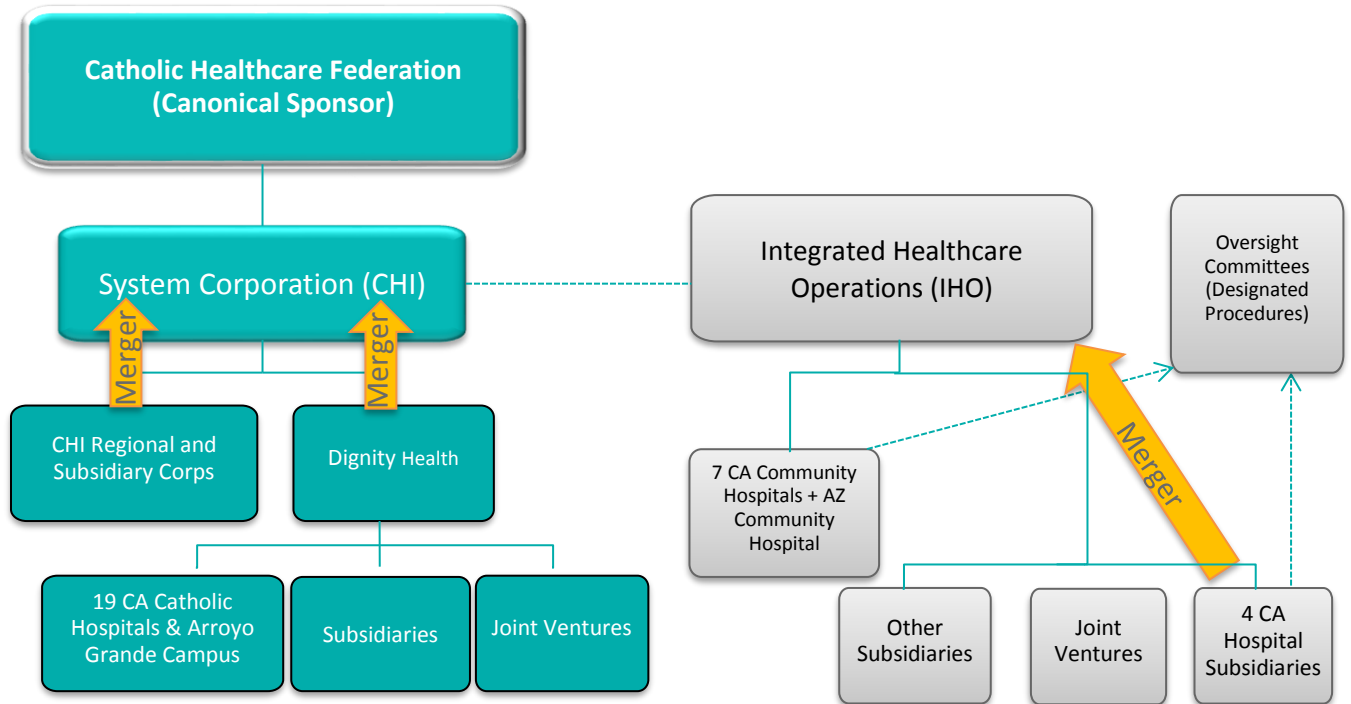 Catholic Healthcare Federation
(Canonical Sponsor)
System Corporation (CHI)
Integrated Healthcare
Operations (IHO)
Oversight
Committees
(Designated
Procedures)
Merger
Merger
Merger
CHI Regional and
Subsidiary Corps
Dignity Health
7 CA Community
Hospitals + AZ
Community
Hospital
19 CA Catholic
Hospitals & Arroyo
Grande Campus
Subsidiaries
Joint Ventures
Other
Subsidiaries
Joint
Ventures
4 CA
Hospital
Subsidiaries